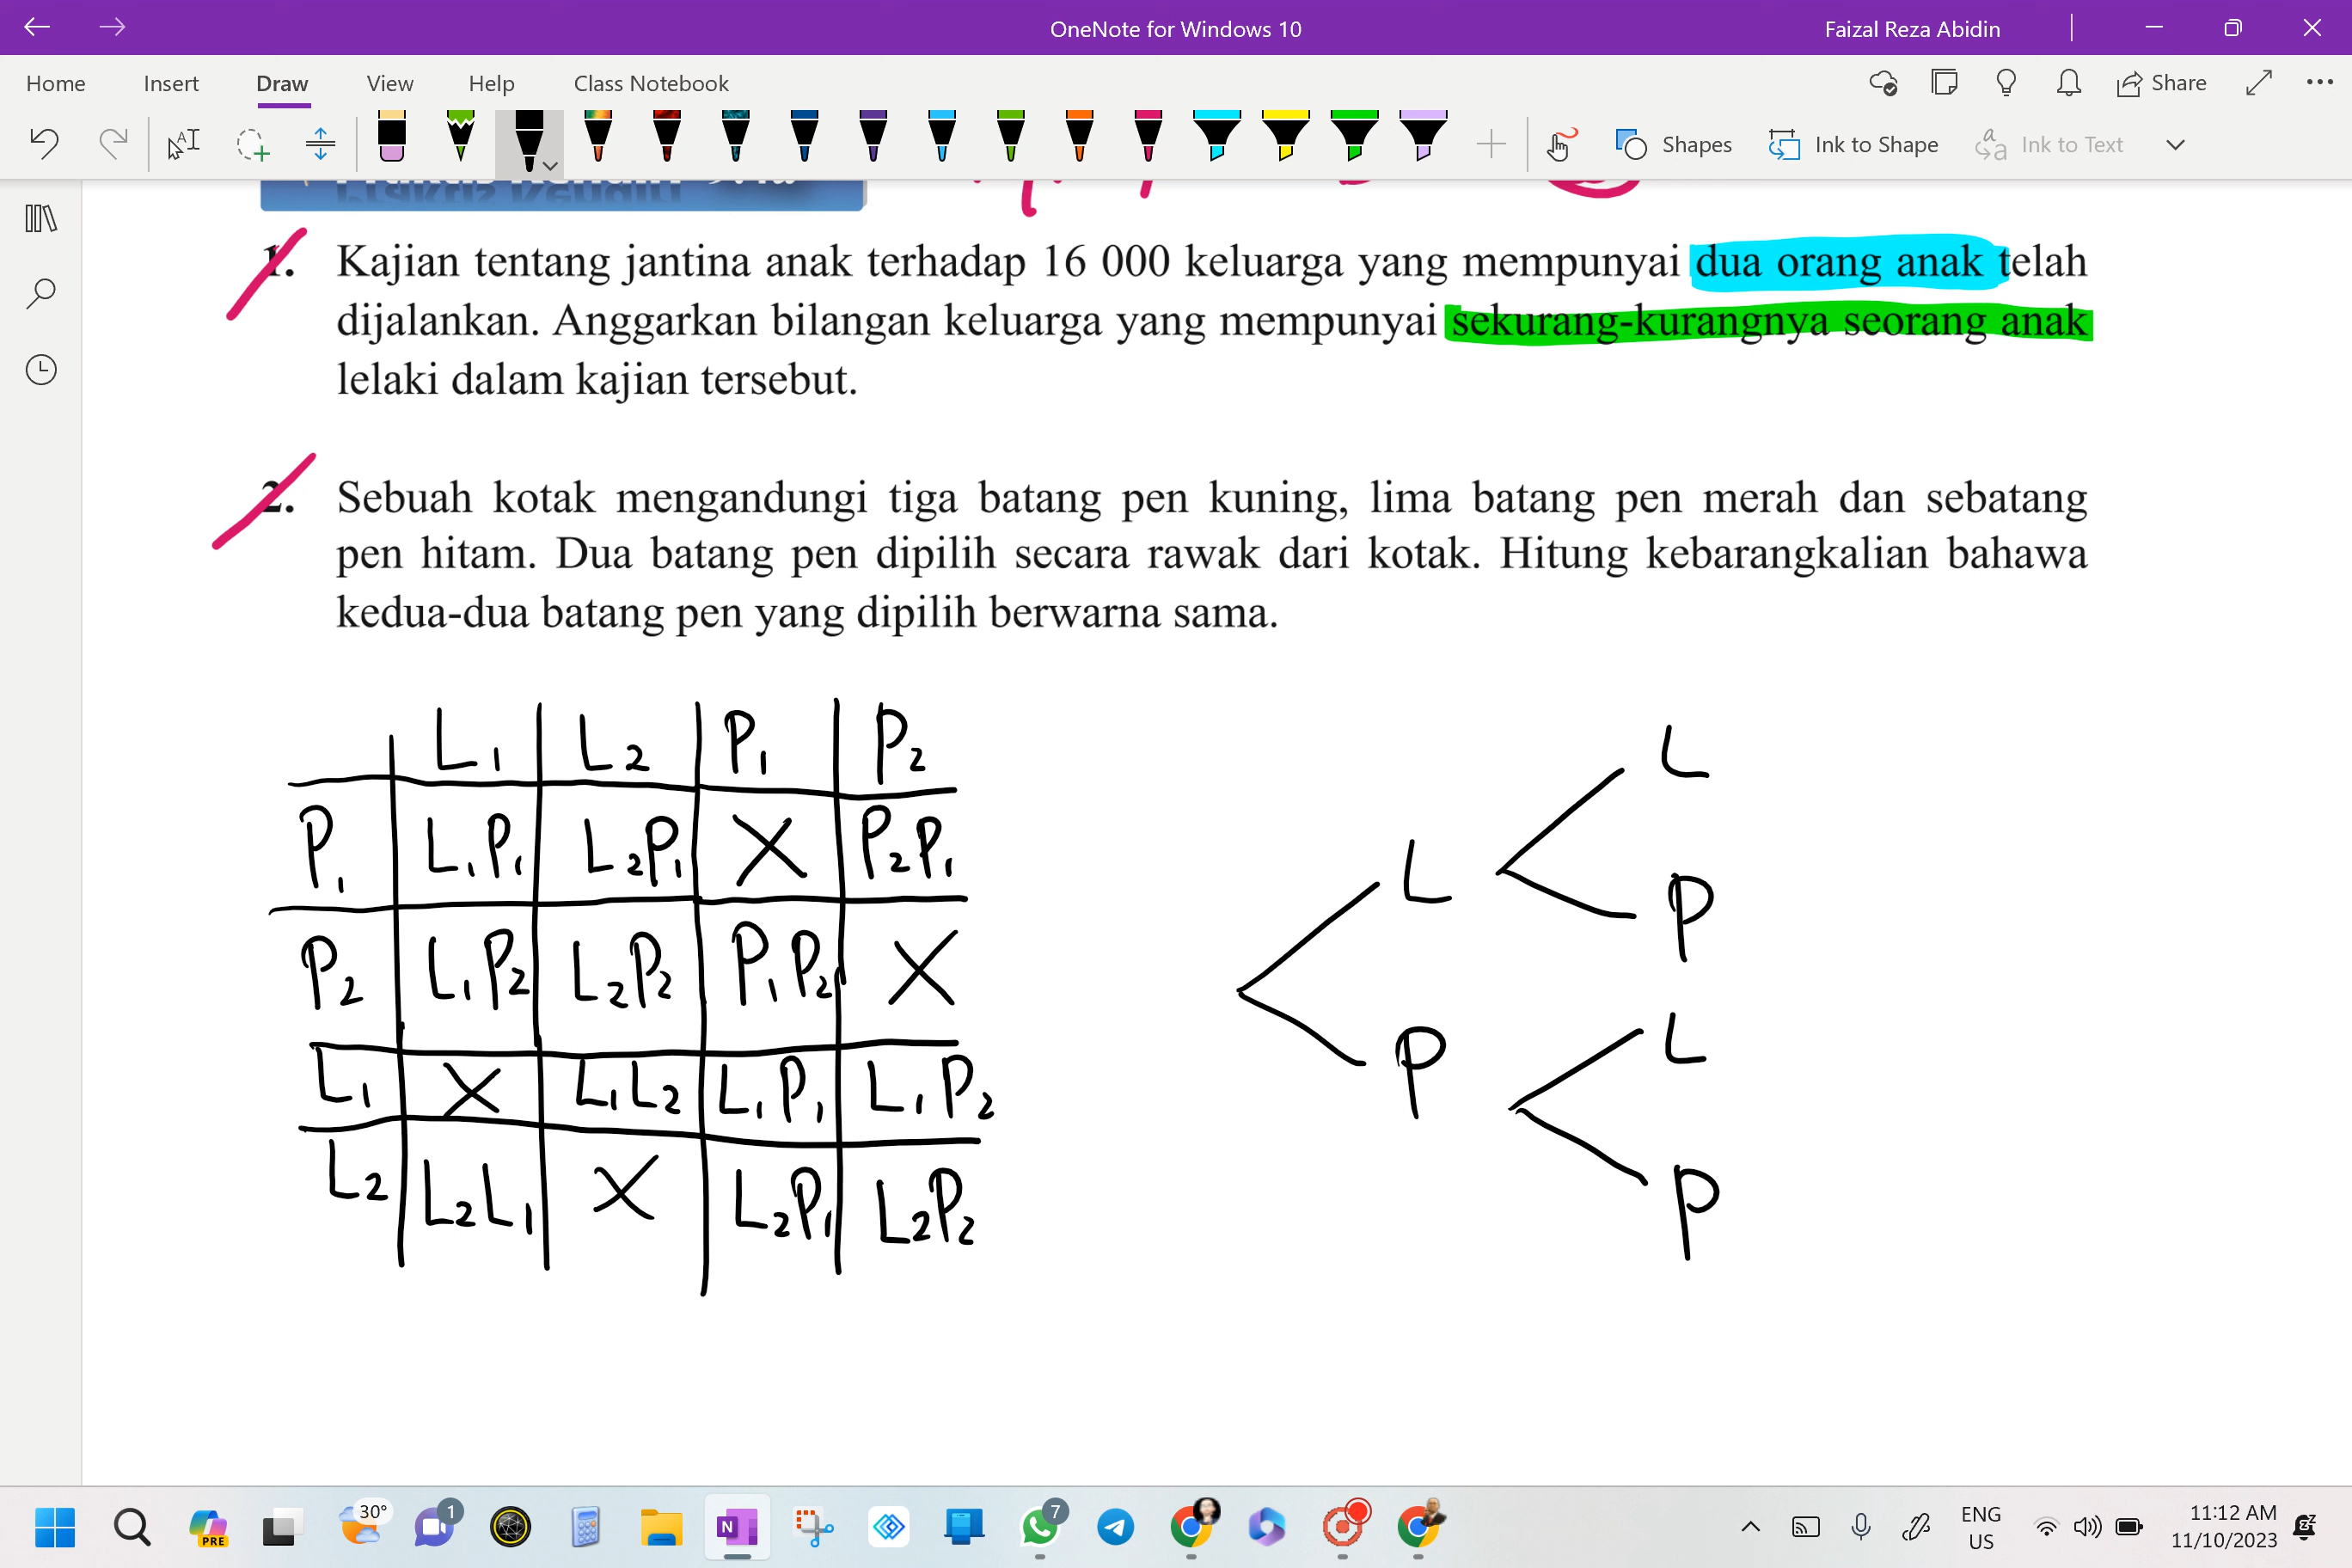 OneNote for Windows 10
Faizal Reza Abidin
Home Insert Draw View Help Class Notebook
Share
Shapes Ink to Shape Ink to Text
1. Kajian tentang jantina anak terhadap 16 000 keluarga yang mempunyai dua orang anak telah
dijalankan. Anggarkan bilangan keluarga yang mempunyai sekurang-kurangnya seorang anak
lelaki dalam kajian tersebut.
2. Sebuah kotak mengandungi tiga batang pen kuning, lima batang pen merah dan sebatang
pen hitam. Dua batang pen dipilih secara rawak dari kotak. Hitung kebarangkalian bahawa
kedua-dua batang pen yang dipilih berwarna sama.
L1 L2 P1 P2
P1 L1P1 L2P1 X P2P1
P2 L1P2 L2P2 P1P2 X
L1 X L1L2 L1P1 L1P2
L2 L2L1 X L2P1 L2P2
L
L
P
P
L
P
30°
1
PRE
N
7
ENG
US
11:12 AM
11/10/2023